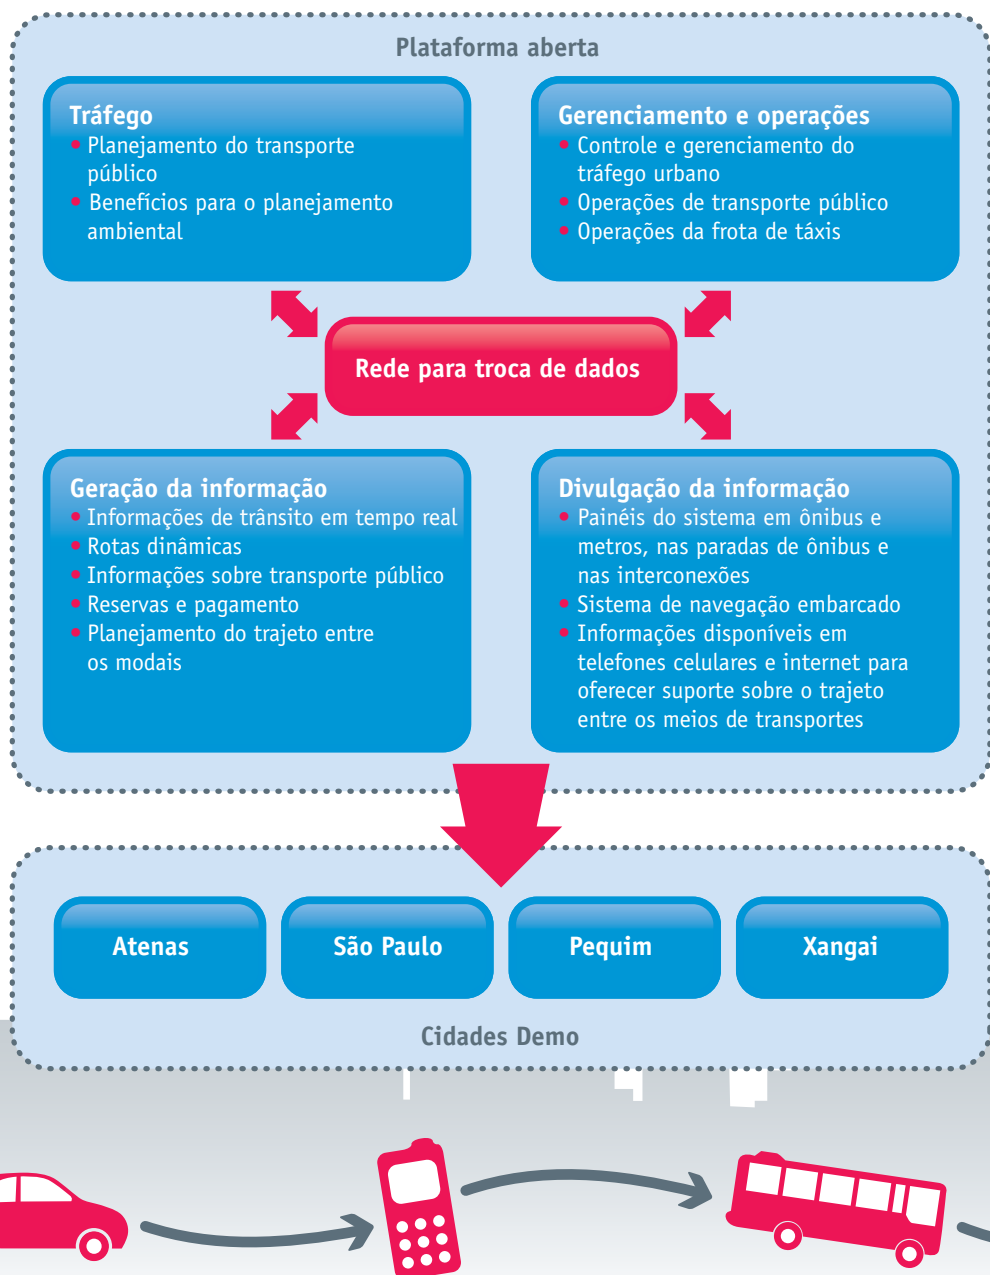 Plataforma aberta
Tráfego
• Planejamento do transporte
público
• Benefícios para o planejamento
ambiental
Gerenciamento e operações
• Controle e gerenciamento do
tráfego urbano
• Operações de transporte público
• Operações da frota de táxis
Rede para troca de dados
Geração da informação
• Informações de trânsito em tempo real
• Rotas dinâmicas
• Informações sobre transporte público
• Reservas e pagamento
• Planejamento do trajeto entre
os modais
Divulgação da informação
• Painéis do sistema em ônibus e
metros, nas paradas de ônibus e
nas interconexões
• Sistema de navegação embarcado
• Informações disponíveis em
telefones celulares e internet para
oferecer suporte sobre o trajeto
entre os meios de transportes
Atenas
São Paulo
Pequim
Xangai
Cidades Demo